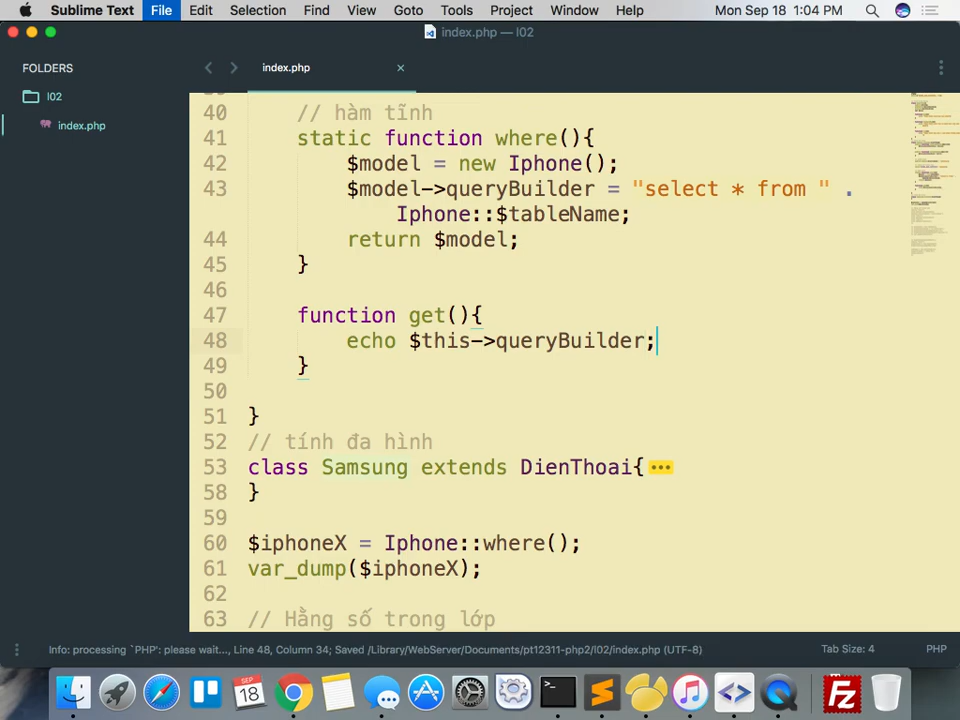 Sublime Text File Edit Selection Find View Goto Tools Project Window Help Mon Sep 18 1:04 PM
index.php — l02
FOLDERS
l02
index.php
index.php ×
40 // hàm tĩnh
41 static function where(){
42 $model = new Iphone();
43 $model->queryBuilder = "select * from " .
Iphone::$tableName;
44 return $model;
45 }
46
47 function get(){
48 echo $this->queryBuilder;
49 }
50
51 }
52 // tính đa hình
53 class Samsung extends DienThoai{
58 }
59
60 $iphoneX = Iphone::where();
61 var_dump($iphoneX);
62
63 // Hằng số trong lớp
Info: processing `PHP': please wait..., Line 48, Column 34; Saved /Library/WebServer/Documents/pt12311-php2/l02/index.php (UTF-8) Tab Size: 4 PHP
18
Fz